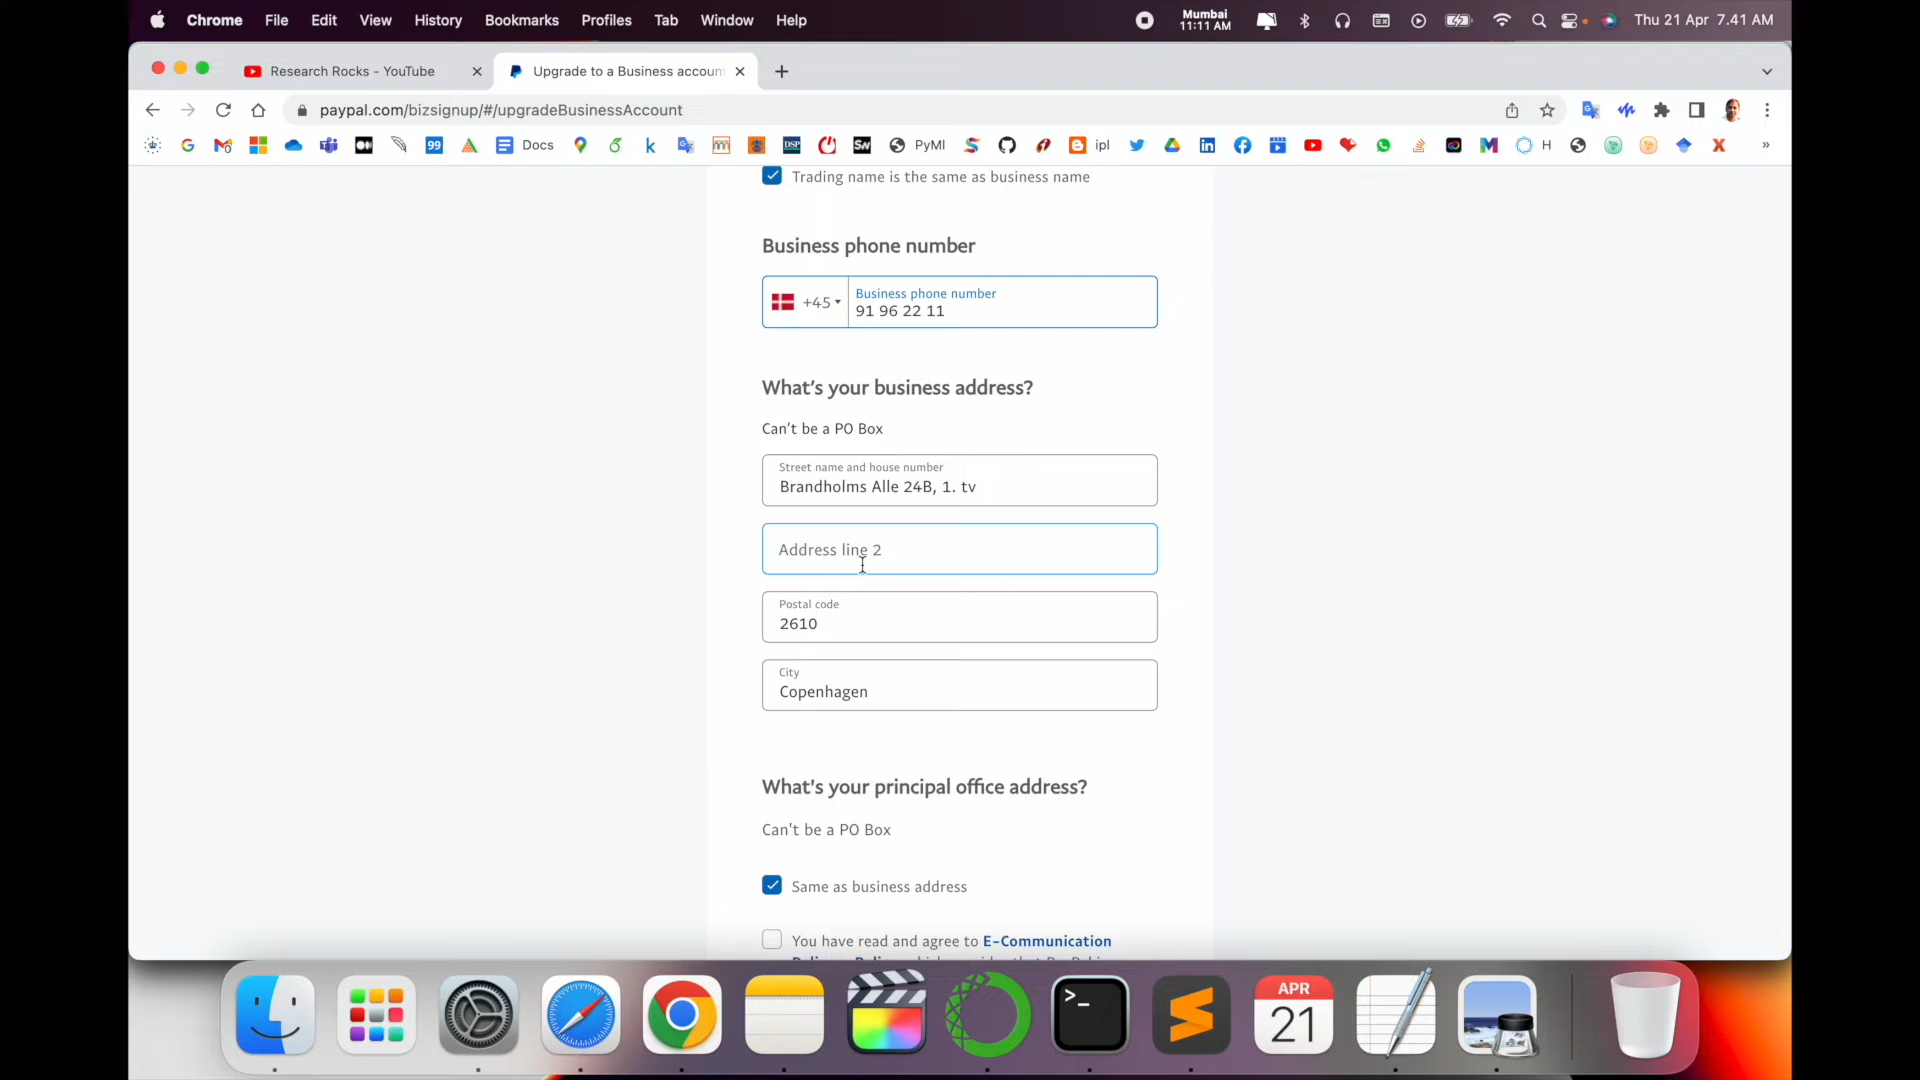 Chrome File Edit View History Bookmarks Profiles Tab Window Help
Mumbai
11:11 AM
Thu 21 Apr 7.41 AM
Research Rocks - YouTube
Upgrade to a Business accoun
paypal.com/bizsignup/#/upgradeBusinessAccount
99
Docs
k
DSP
PyMI
ipl
H
»
Trading name is the same as business name
Business phone number
+45
Business phone number
91 96 22 11
What's your business address?
Can't be a PO Box
Street name and house number
Brandholms Alle 24B, 1. tv
Address line 2
Postal code
2610
City
Copenhagen
What's your principal office address?
Can't be a PO Box
Same as business address
You have read and agree to E-Communication
APR
21